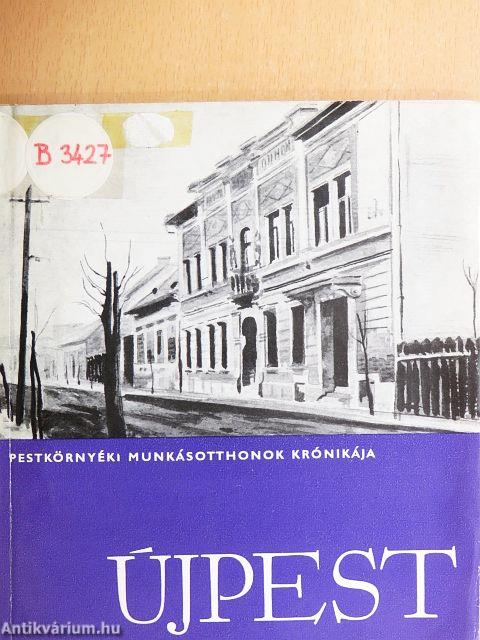 B 3427
PESTKÖRNYÉKI MUNKÁSOTTHONOK KRÓNIKÁJA
ÚJPEST
Antikvárium.hu